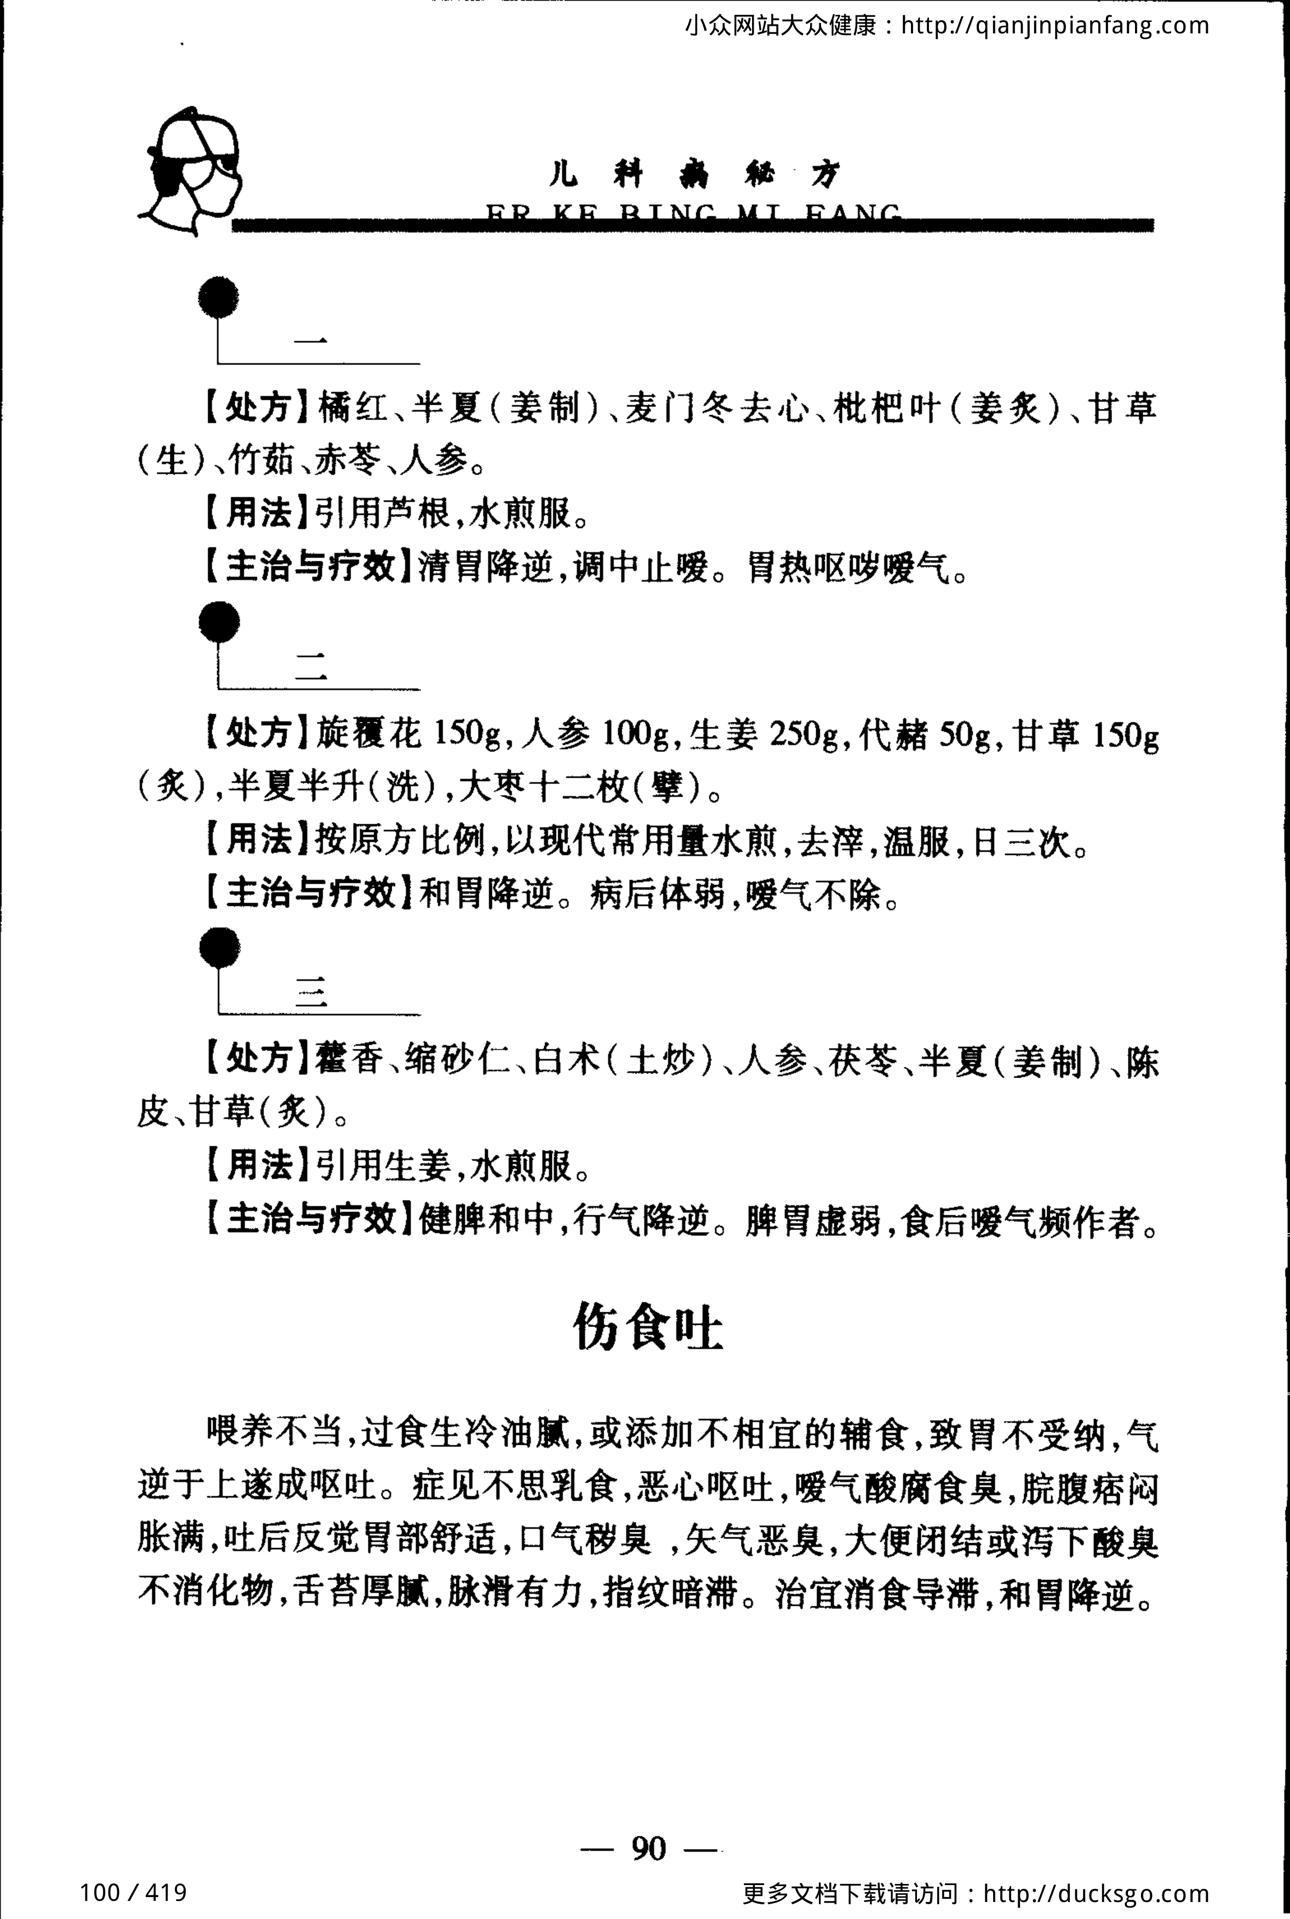 小众网站大众健康：http://qianjinpianfang.com
儿科病秘方
ER KE BING MI FANG
一
【处方】橘红、半夏(姜制)、麦门冬去心、枇杷叶(姜炙)、甘草
(生)、竹茹、赤苓、人参。
【用法】引用芦根,水煎服。
【主治与疗效】清胃降逆,调中止嗳。胃热呕哕嗳气。
二
【处方】旋覆花 150g,人参 100g,生姜 250g,代赭 50g,甘草 150g
(炙),半夏半升(洗),大枣十二枚(擘)。
【用法】按原方比例,以现代常用量水煎,去滓,温服,日三次。
【主治与疗效】和胃降逆。病后体弱,嗳气不除。
三
【处方】藿香、缩砂仁、白术(土炒)、人参、茯苓、半夏(姜制)、陈
皮、甘草(炙)。
【用法】引用生姜,水煎服。
【主治与疗效】健脾和中,行气降逆。脾胃虚弱,食后嗳气频作者。
伤食吐
喂养不当,过食生冷油腻,或添加不相宜的辅食,致胃不受纳,气
逆于上遂成呕吐。症见不思乳食,恶心呕吐,嗳气酸腐食臭,脘腹痞闷
胀满,吐后反觉胃部舒适,口气秽臭 ,矢气恶臭,大便闭结或泻下酸臭
不消化物,舌苔厚腻,脉滑有力,指纹暗滞。治宜消食导滞,和胃降逆。
— 90 —
100 / 419
更多文档下载请访问：http://ducksgo.com